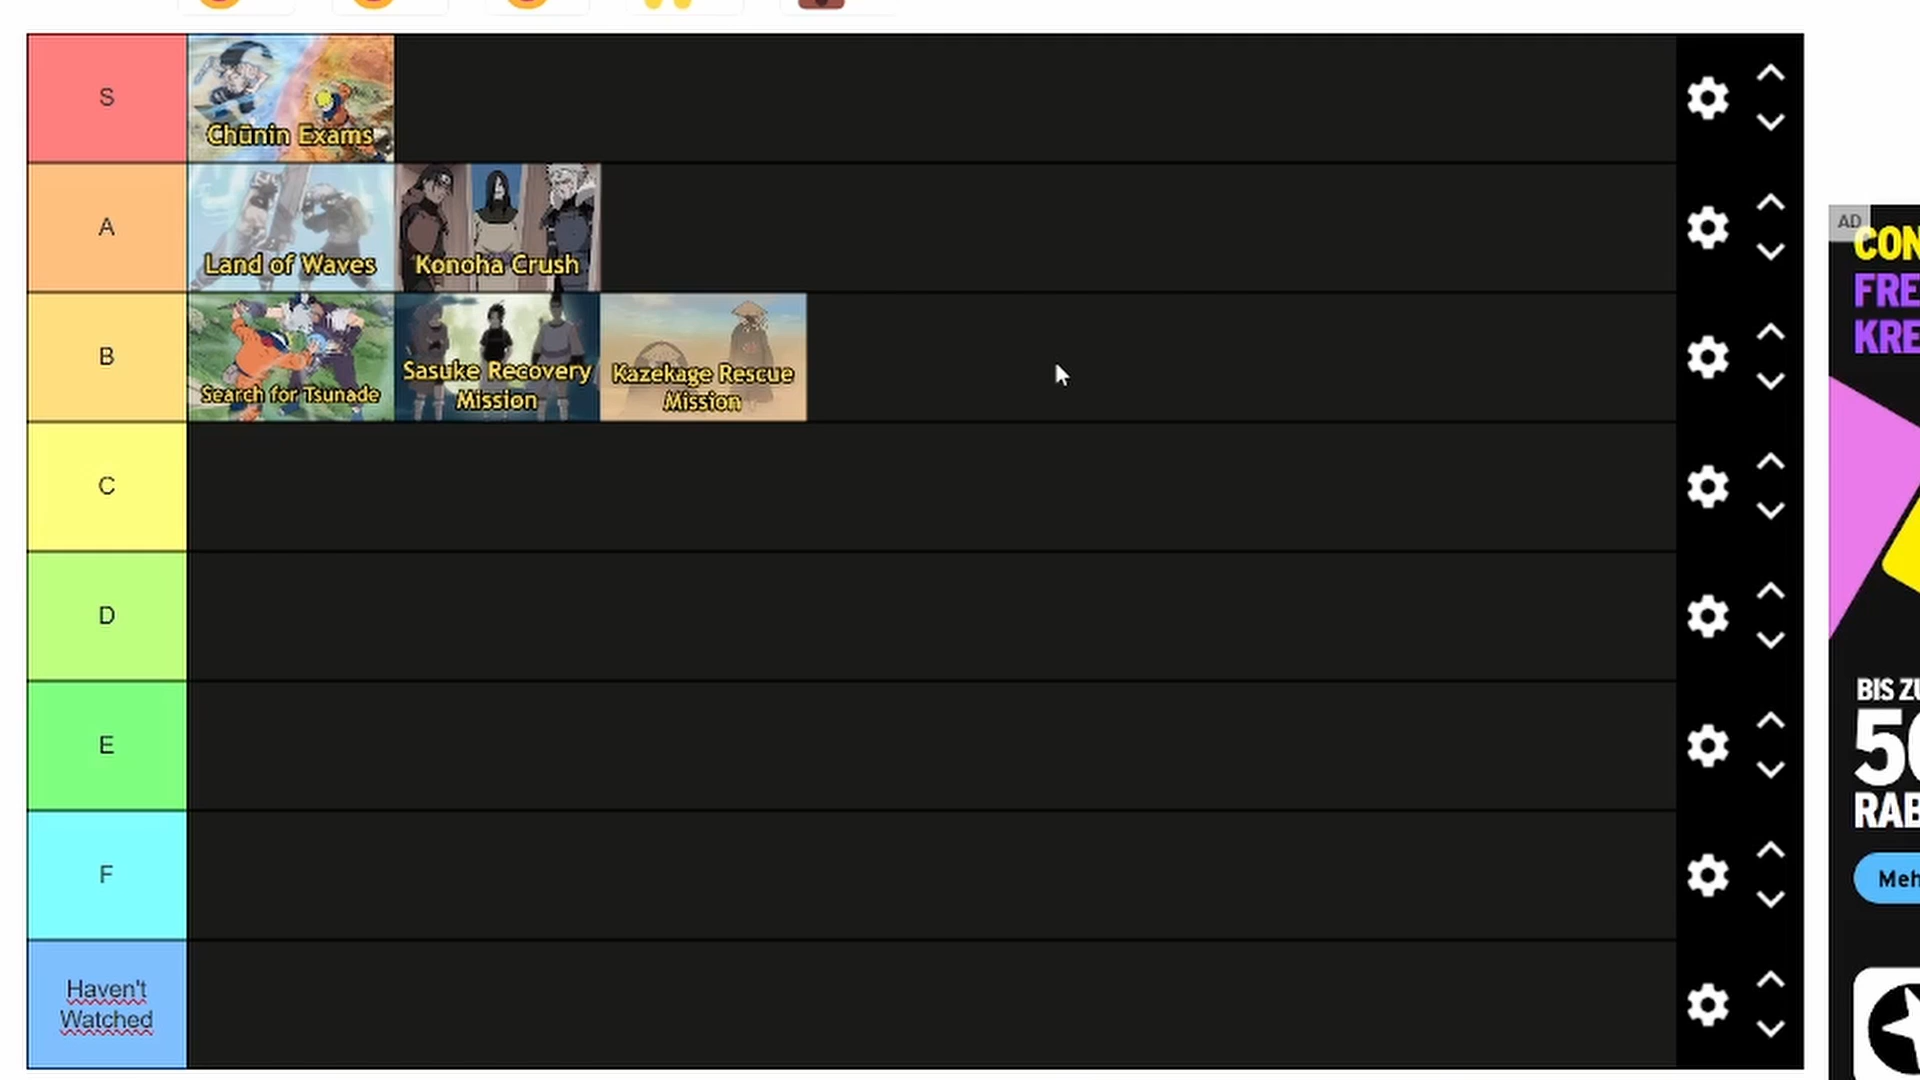 S
Chūnin Exams
A
Land of Waves
Konoha Crush
B
Search for Tsunade
Sasuke Recovery
Mission
Kazekage Rescue
Mission
C
D
E
F
Haven't
Watched
AD
CON
FRE
KRE
BIS ZU
50
RAB
Meh